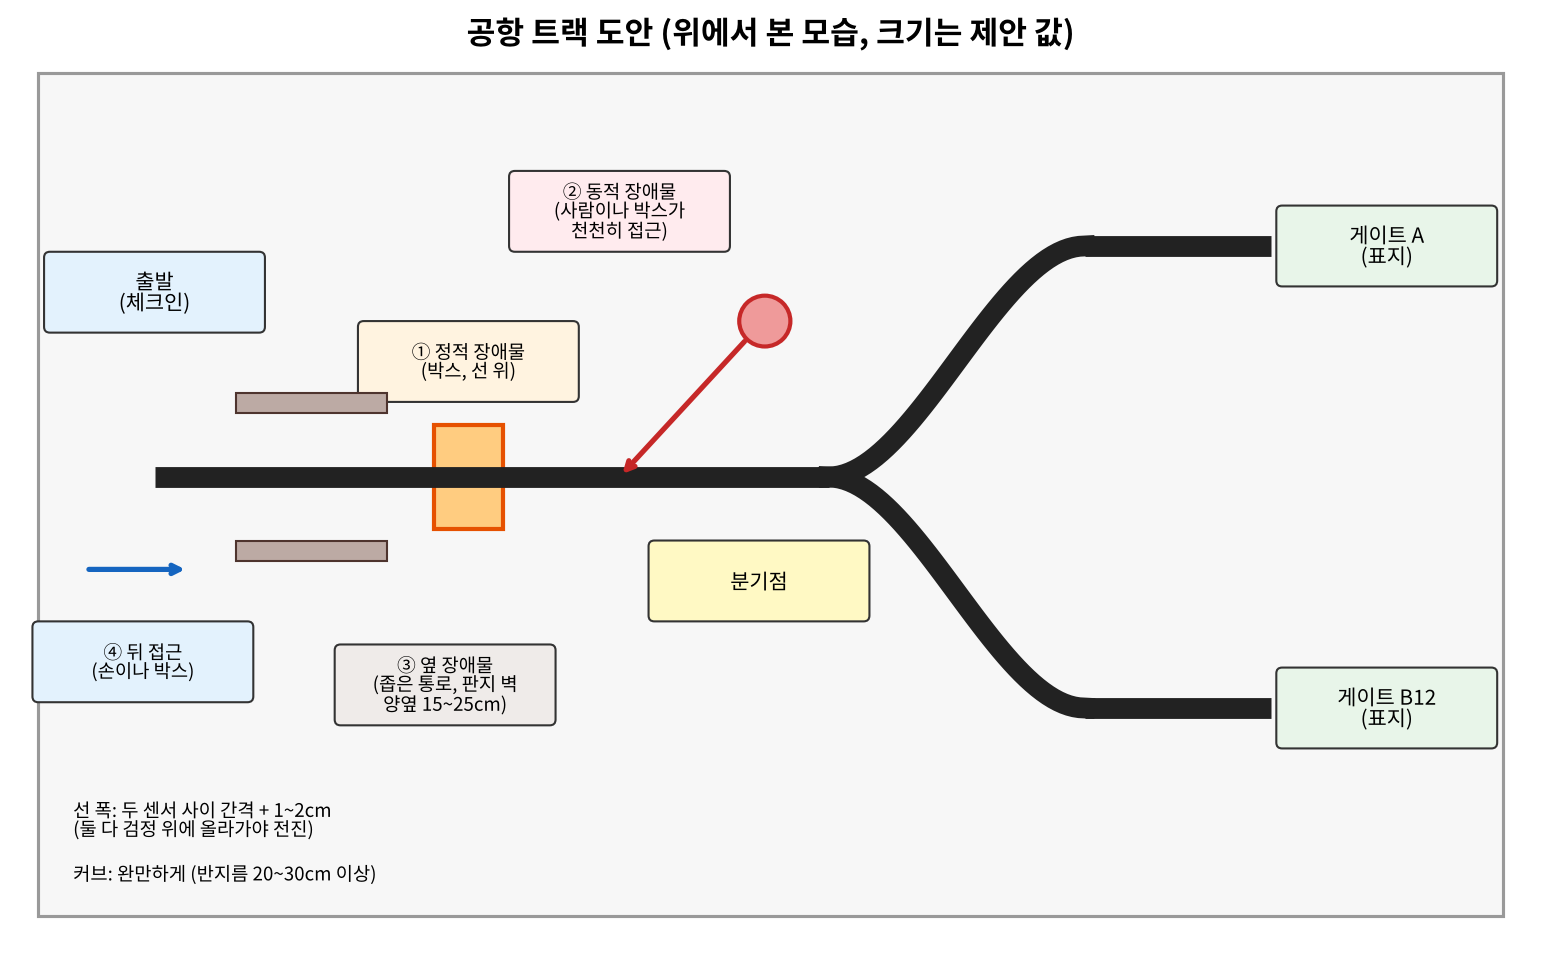 공항 트랙 도안 (위에서 본 모습, 크기는 제안 값)
② 동적 장애물
(사람이나 박스가
천천히 접근)
게이트 A
(표지)
출발
(체크인)
① 정적 장애물
(박스, 선 위)
분기점
④ 뒤 접근
(손이나 박스)
③ 옆 장애물
(좁은 통로, 판지 벽
양옆 15~25cm)
게이트 B12
(표지)
선 폭: 두 센서 사이 간격 + 1~2cm
(둘 다 검정 위에 올라가야 전진)
커브: 완만하게 (반지름 20~30cm 이상)